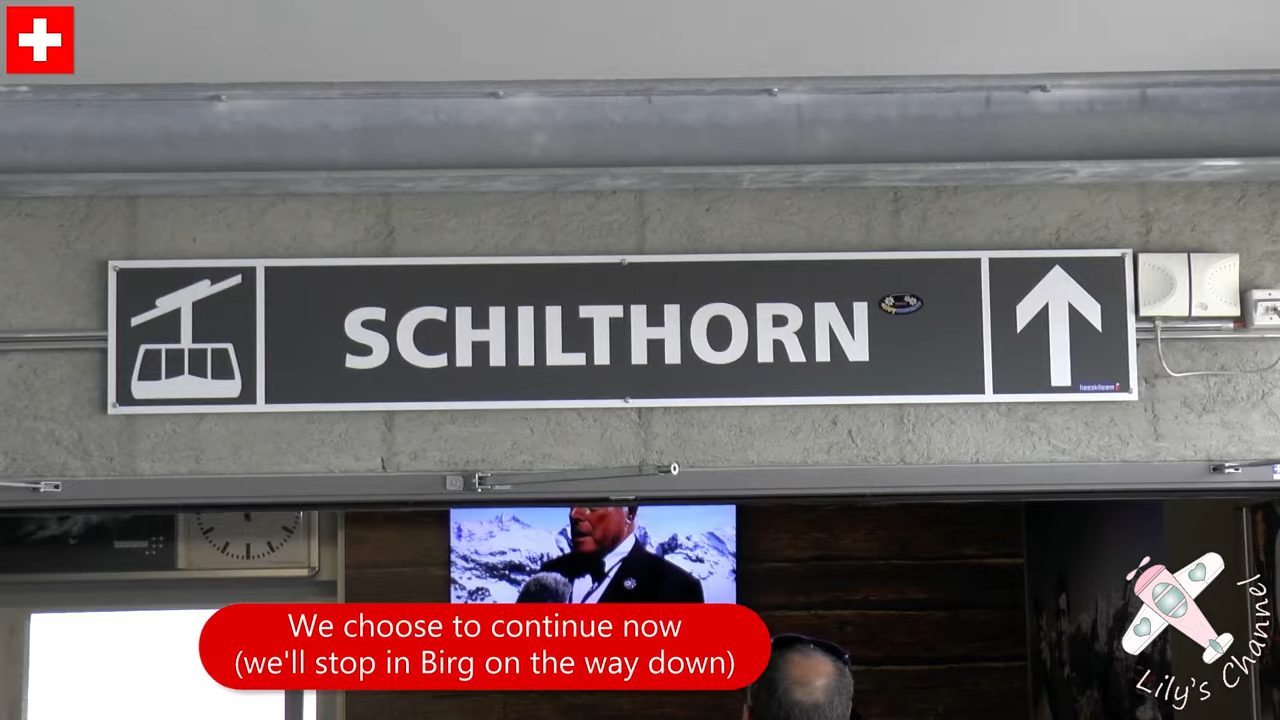 SCHILTHORN
We choose to continue now
(we'll stop in Birg on the way down)
Lily's Channel